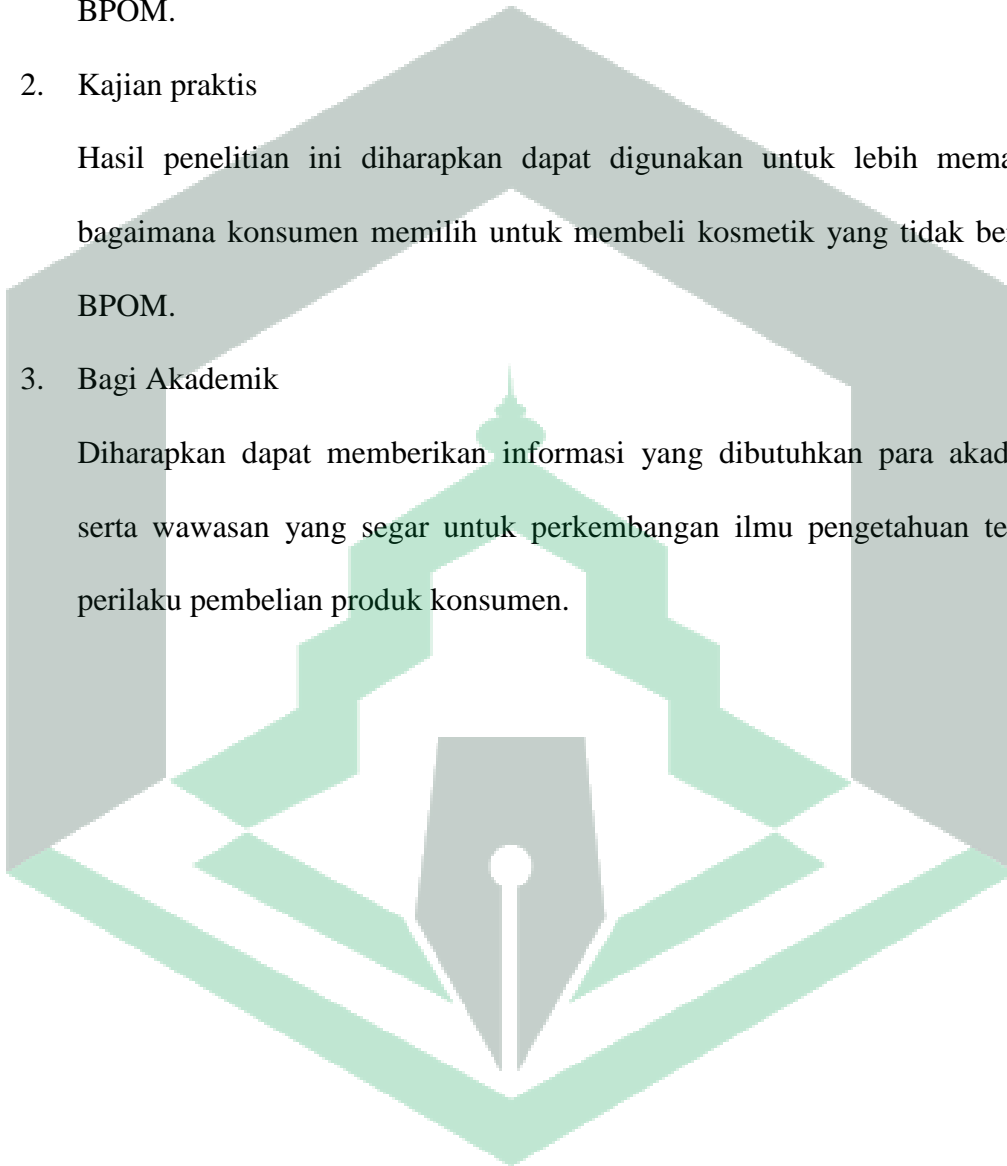 BPOM.
2. Kajian praktis
Hasil penelitian ini diharapkan dapat digunakan untuk lebih
bagaimana konsumen memilih untuk membeli kosmetik yang tidak
BPOM.
3. Bagi Akademik
Diharapkan dapat memberikan informasi yang dibutuhkan para
serta wawasan yang segar untuk perkembangan ilmu pengetahuan
perilaku pembelian produk konsumen.